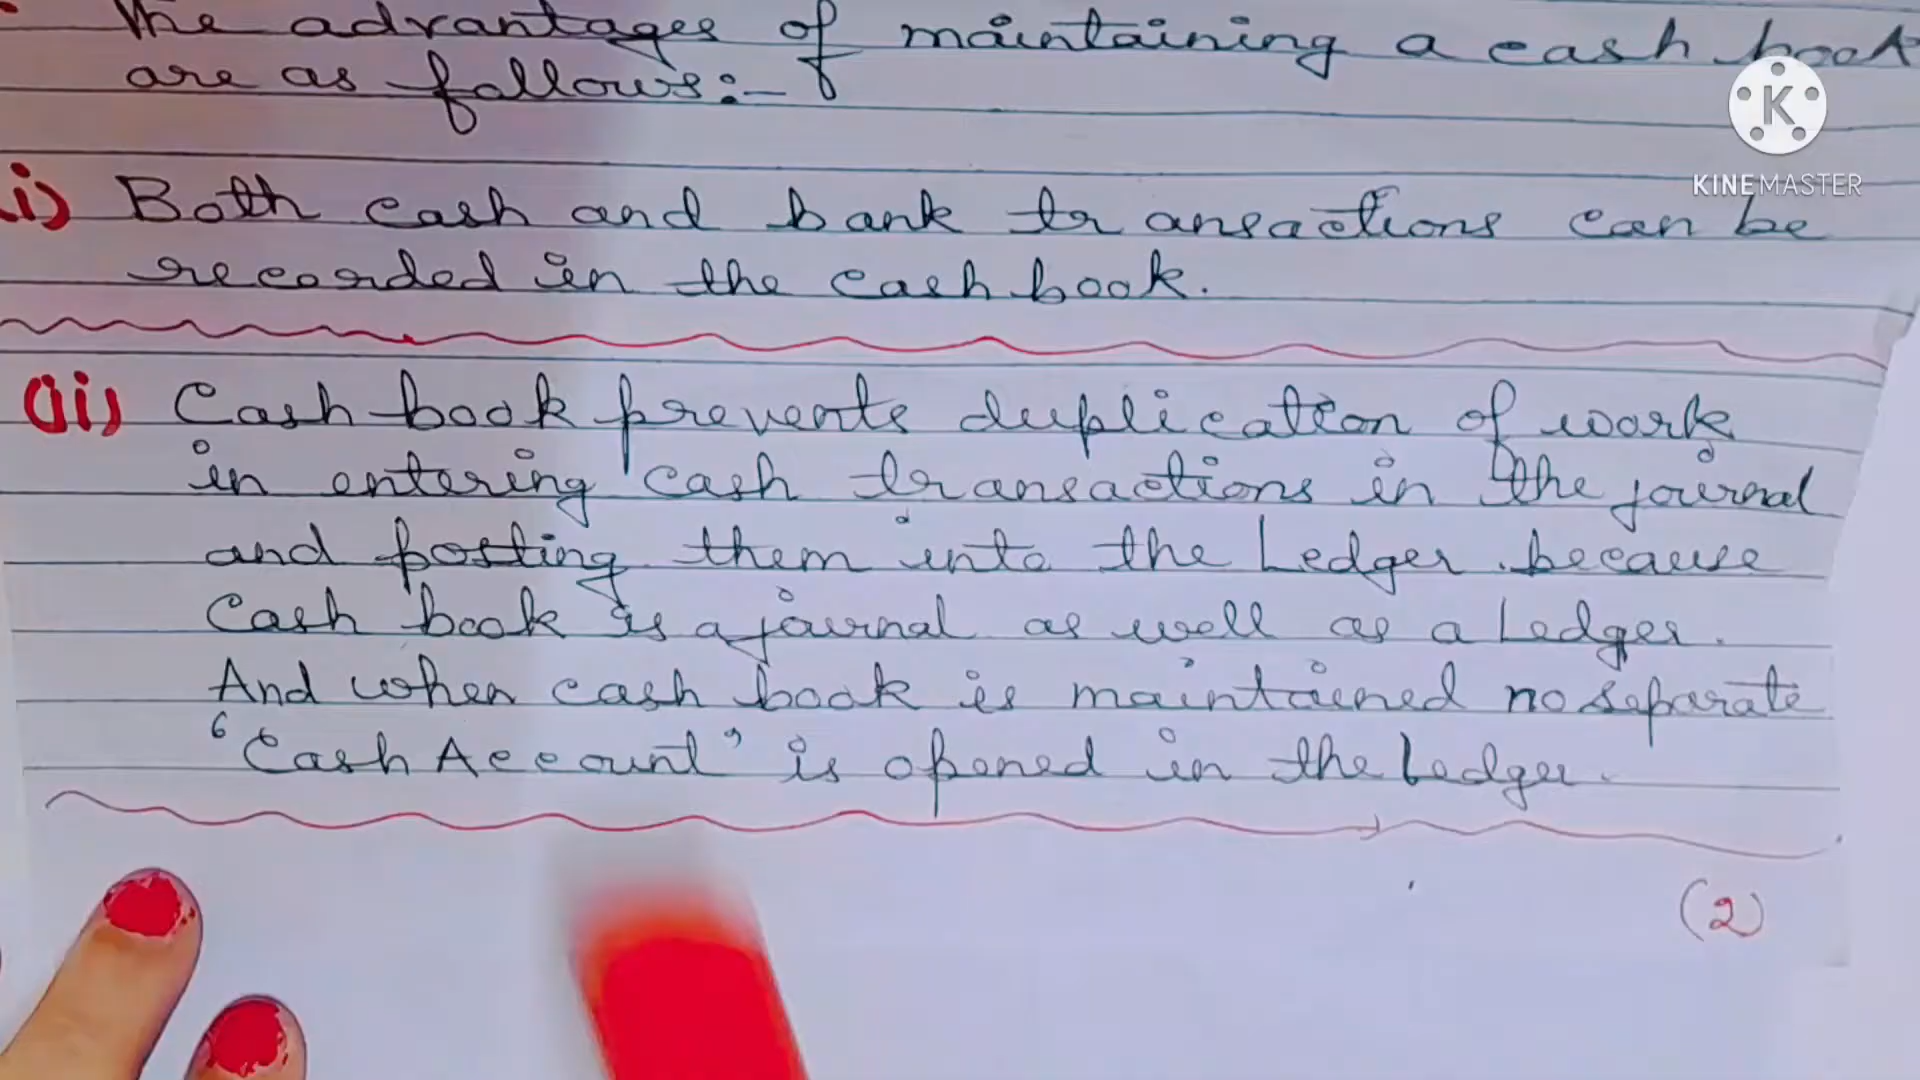 The advantages of maintaining a cash book
are as follows:-
K
KINEMASTER
i) Both cash and bank transactions can be
recorded in the cash book.
(ii) Cash book prevents duplication of work
in entering cash transactions in the journal
and posting them into the Ledger because
Cash book is a journal as well as a Ledger.
And when cash book is maintained no separate
'Cash Account' is opened in the Ledger.
(2)